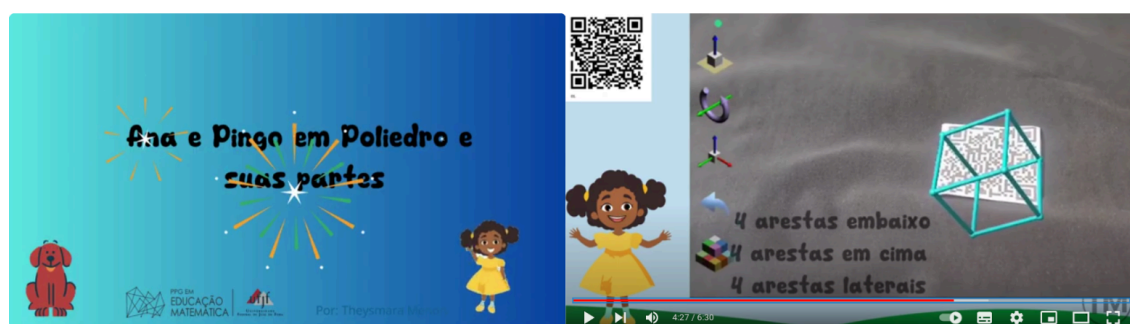 Ana e Pingo em Poliedro e
suas partes
PPG EM
EDUCAÇÃO
MATEMÁTICA
ufjf
Por: Theysmara
4 arestas embaixo
4 arestas em cima
4 arestas laterais
4:27 / 6:30